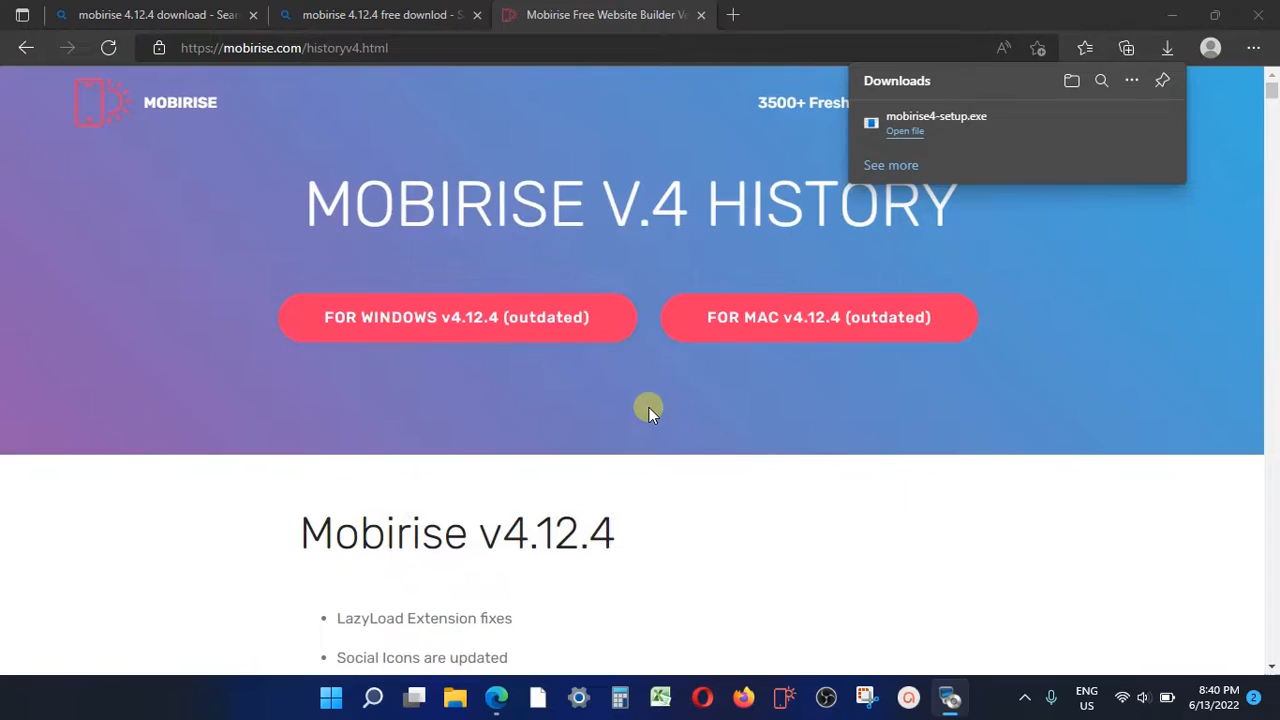 mobirise 4.12.4 download - Sear
mobirise 4.12.4 free downlod - S
Mobirise Free Website Builder Ve
https://mobirise.com/historyv4.html
MOBIRISE
3500+ Fresh
Downloads
mobirise4-setup.exe
Open file
See more
MOBIRISE V.4 HISTORY
FOR WINDOWS v4.12.4 (outdated)
FOR MAC v4.12.4 (outdated)
Mobirise v4.12.4
• LazyLoad Extension fixes
• Social Icons are updated
ENG
US
8:40 PM
6/13/2022
2